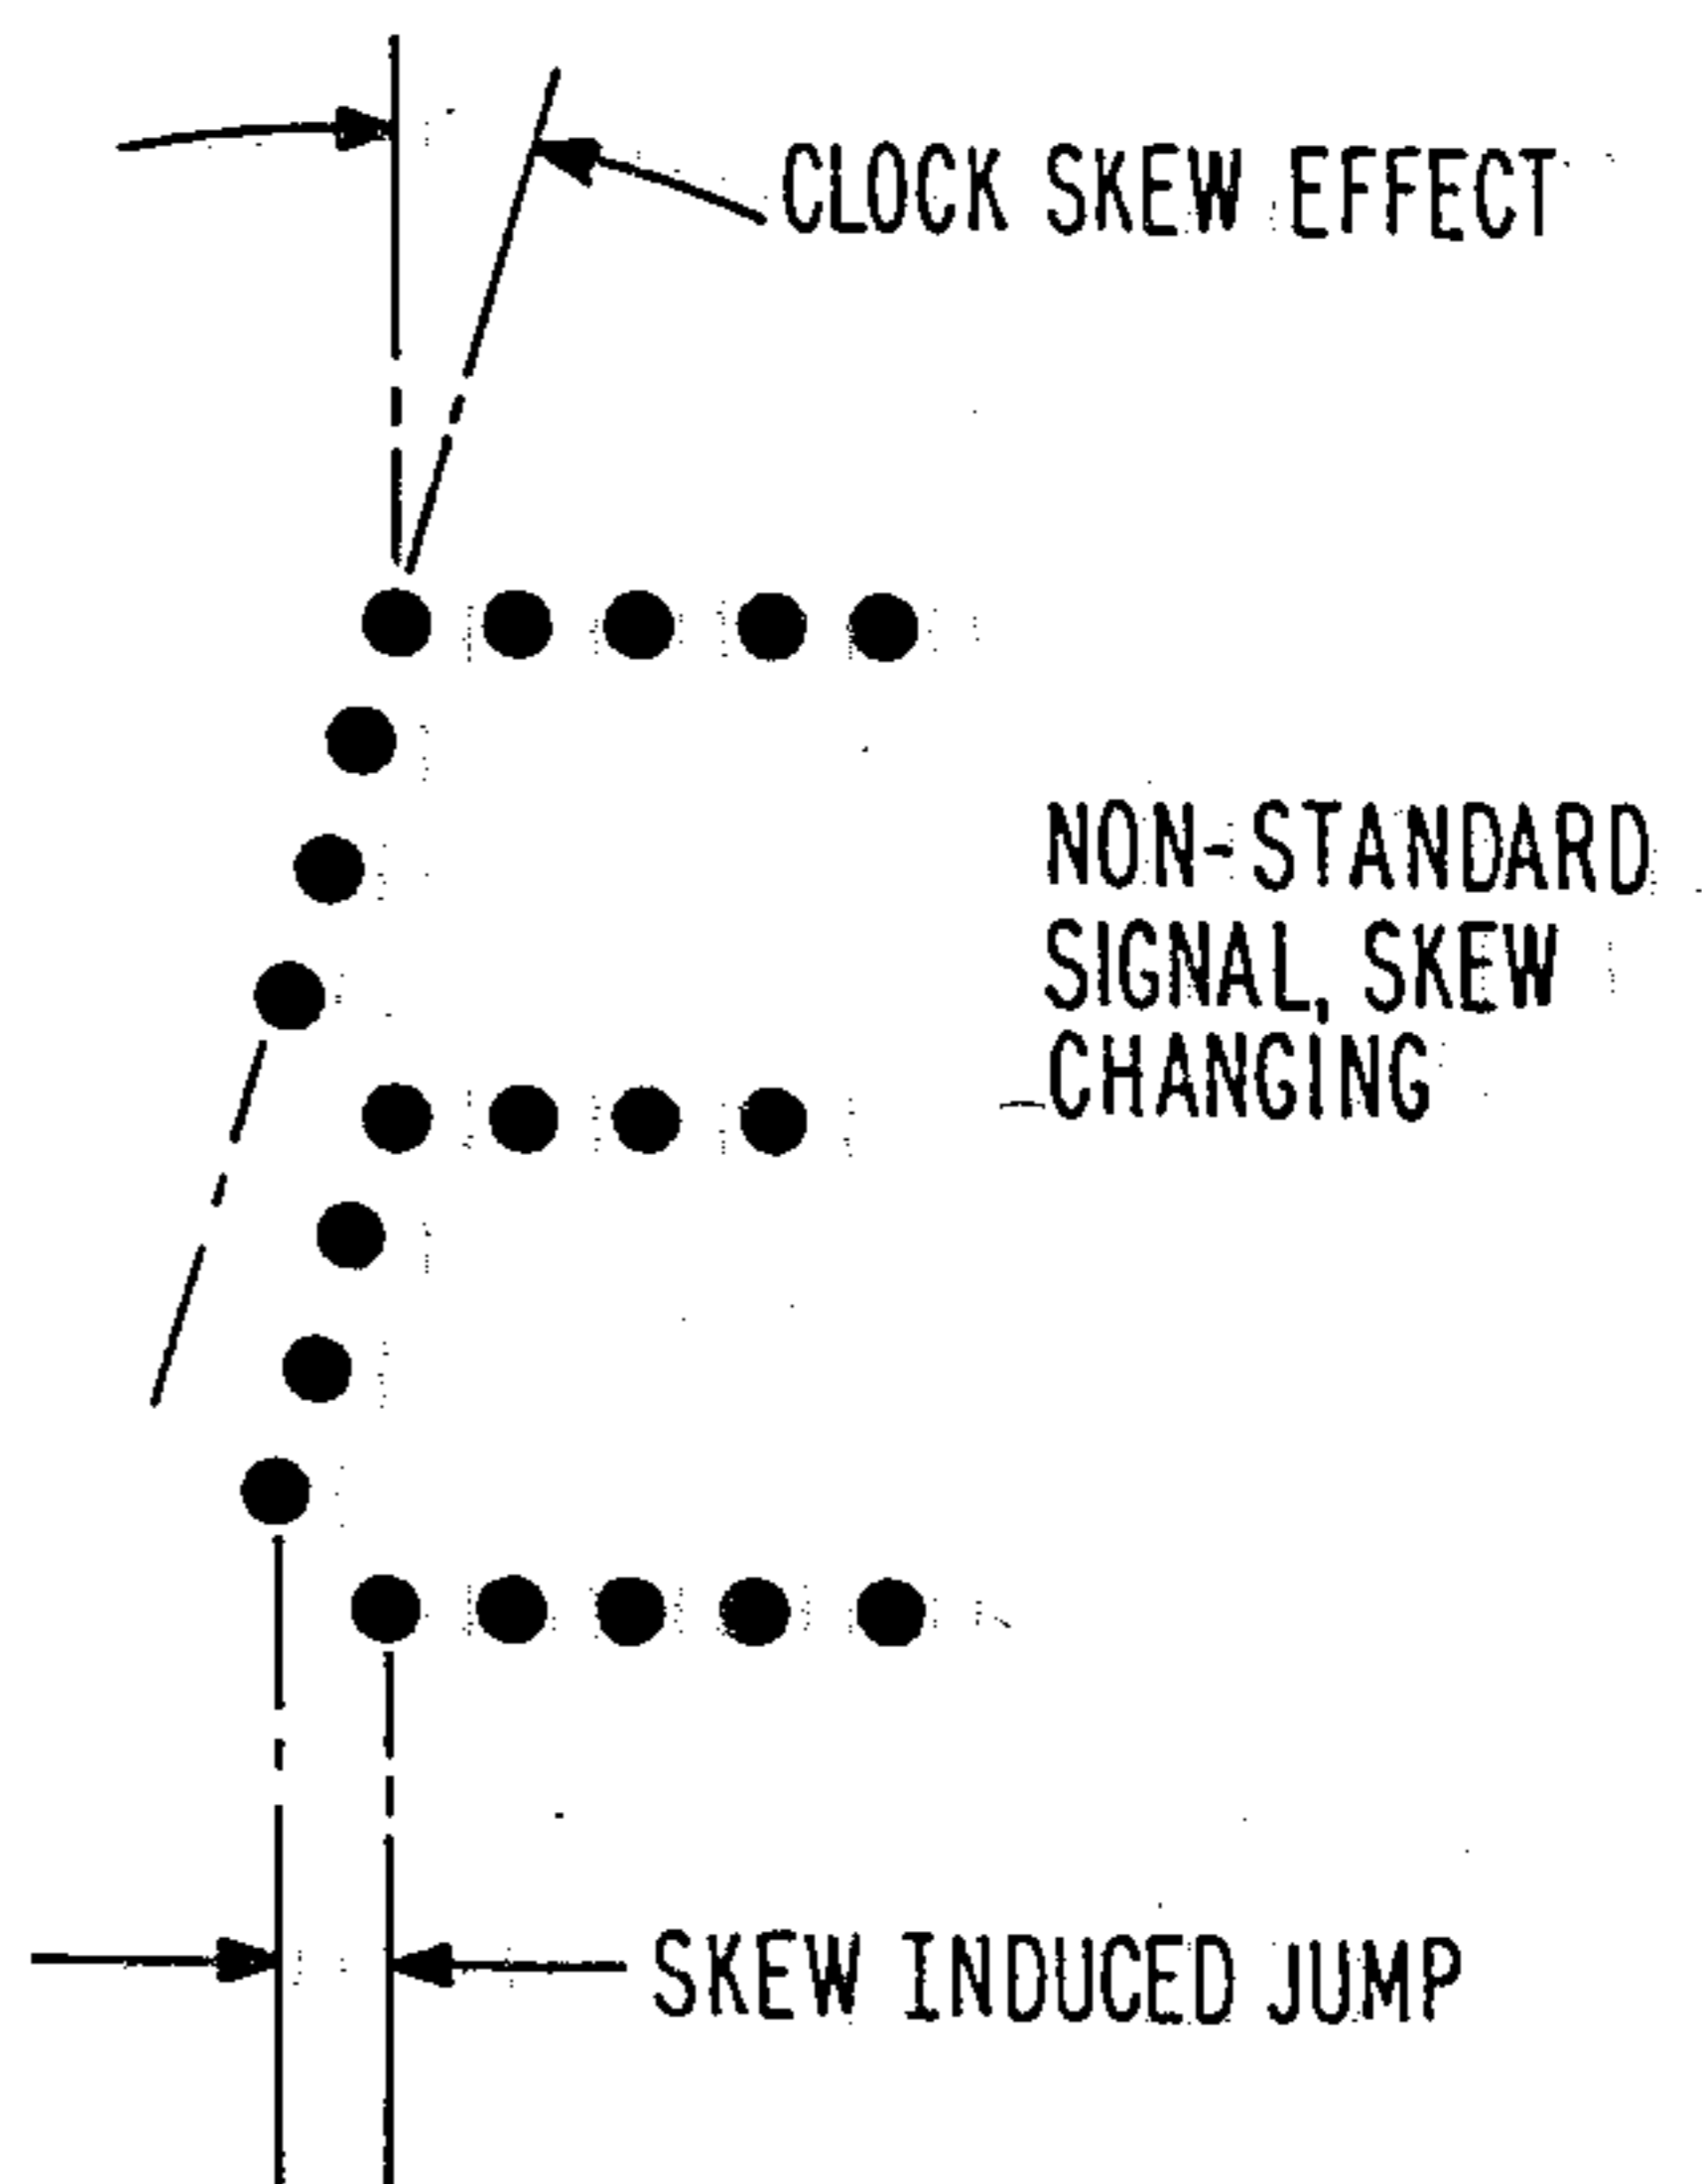 CLOCK SKEW EFFECT
NON-STANDARD
SIGNAL, SKEW
CHANGING
SKEW INDUCED JUMP